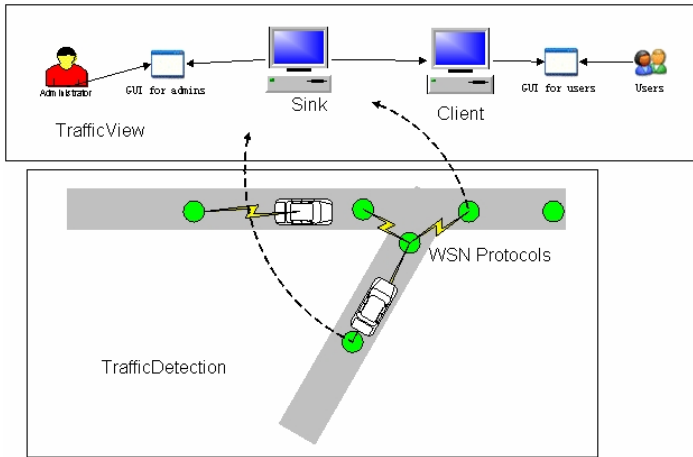 Administrator
GUI for admins
Sink
Client
GUI for users
Users
TrafficView
WSN Protocols
TrafficDetection